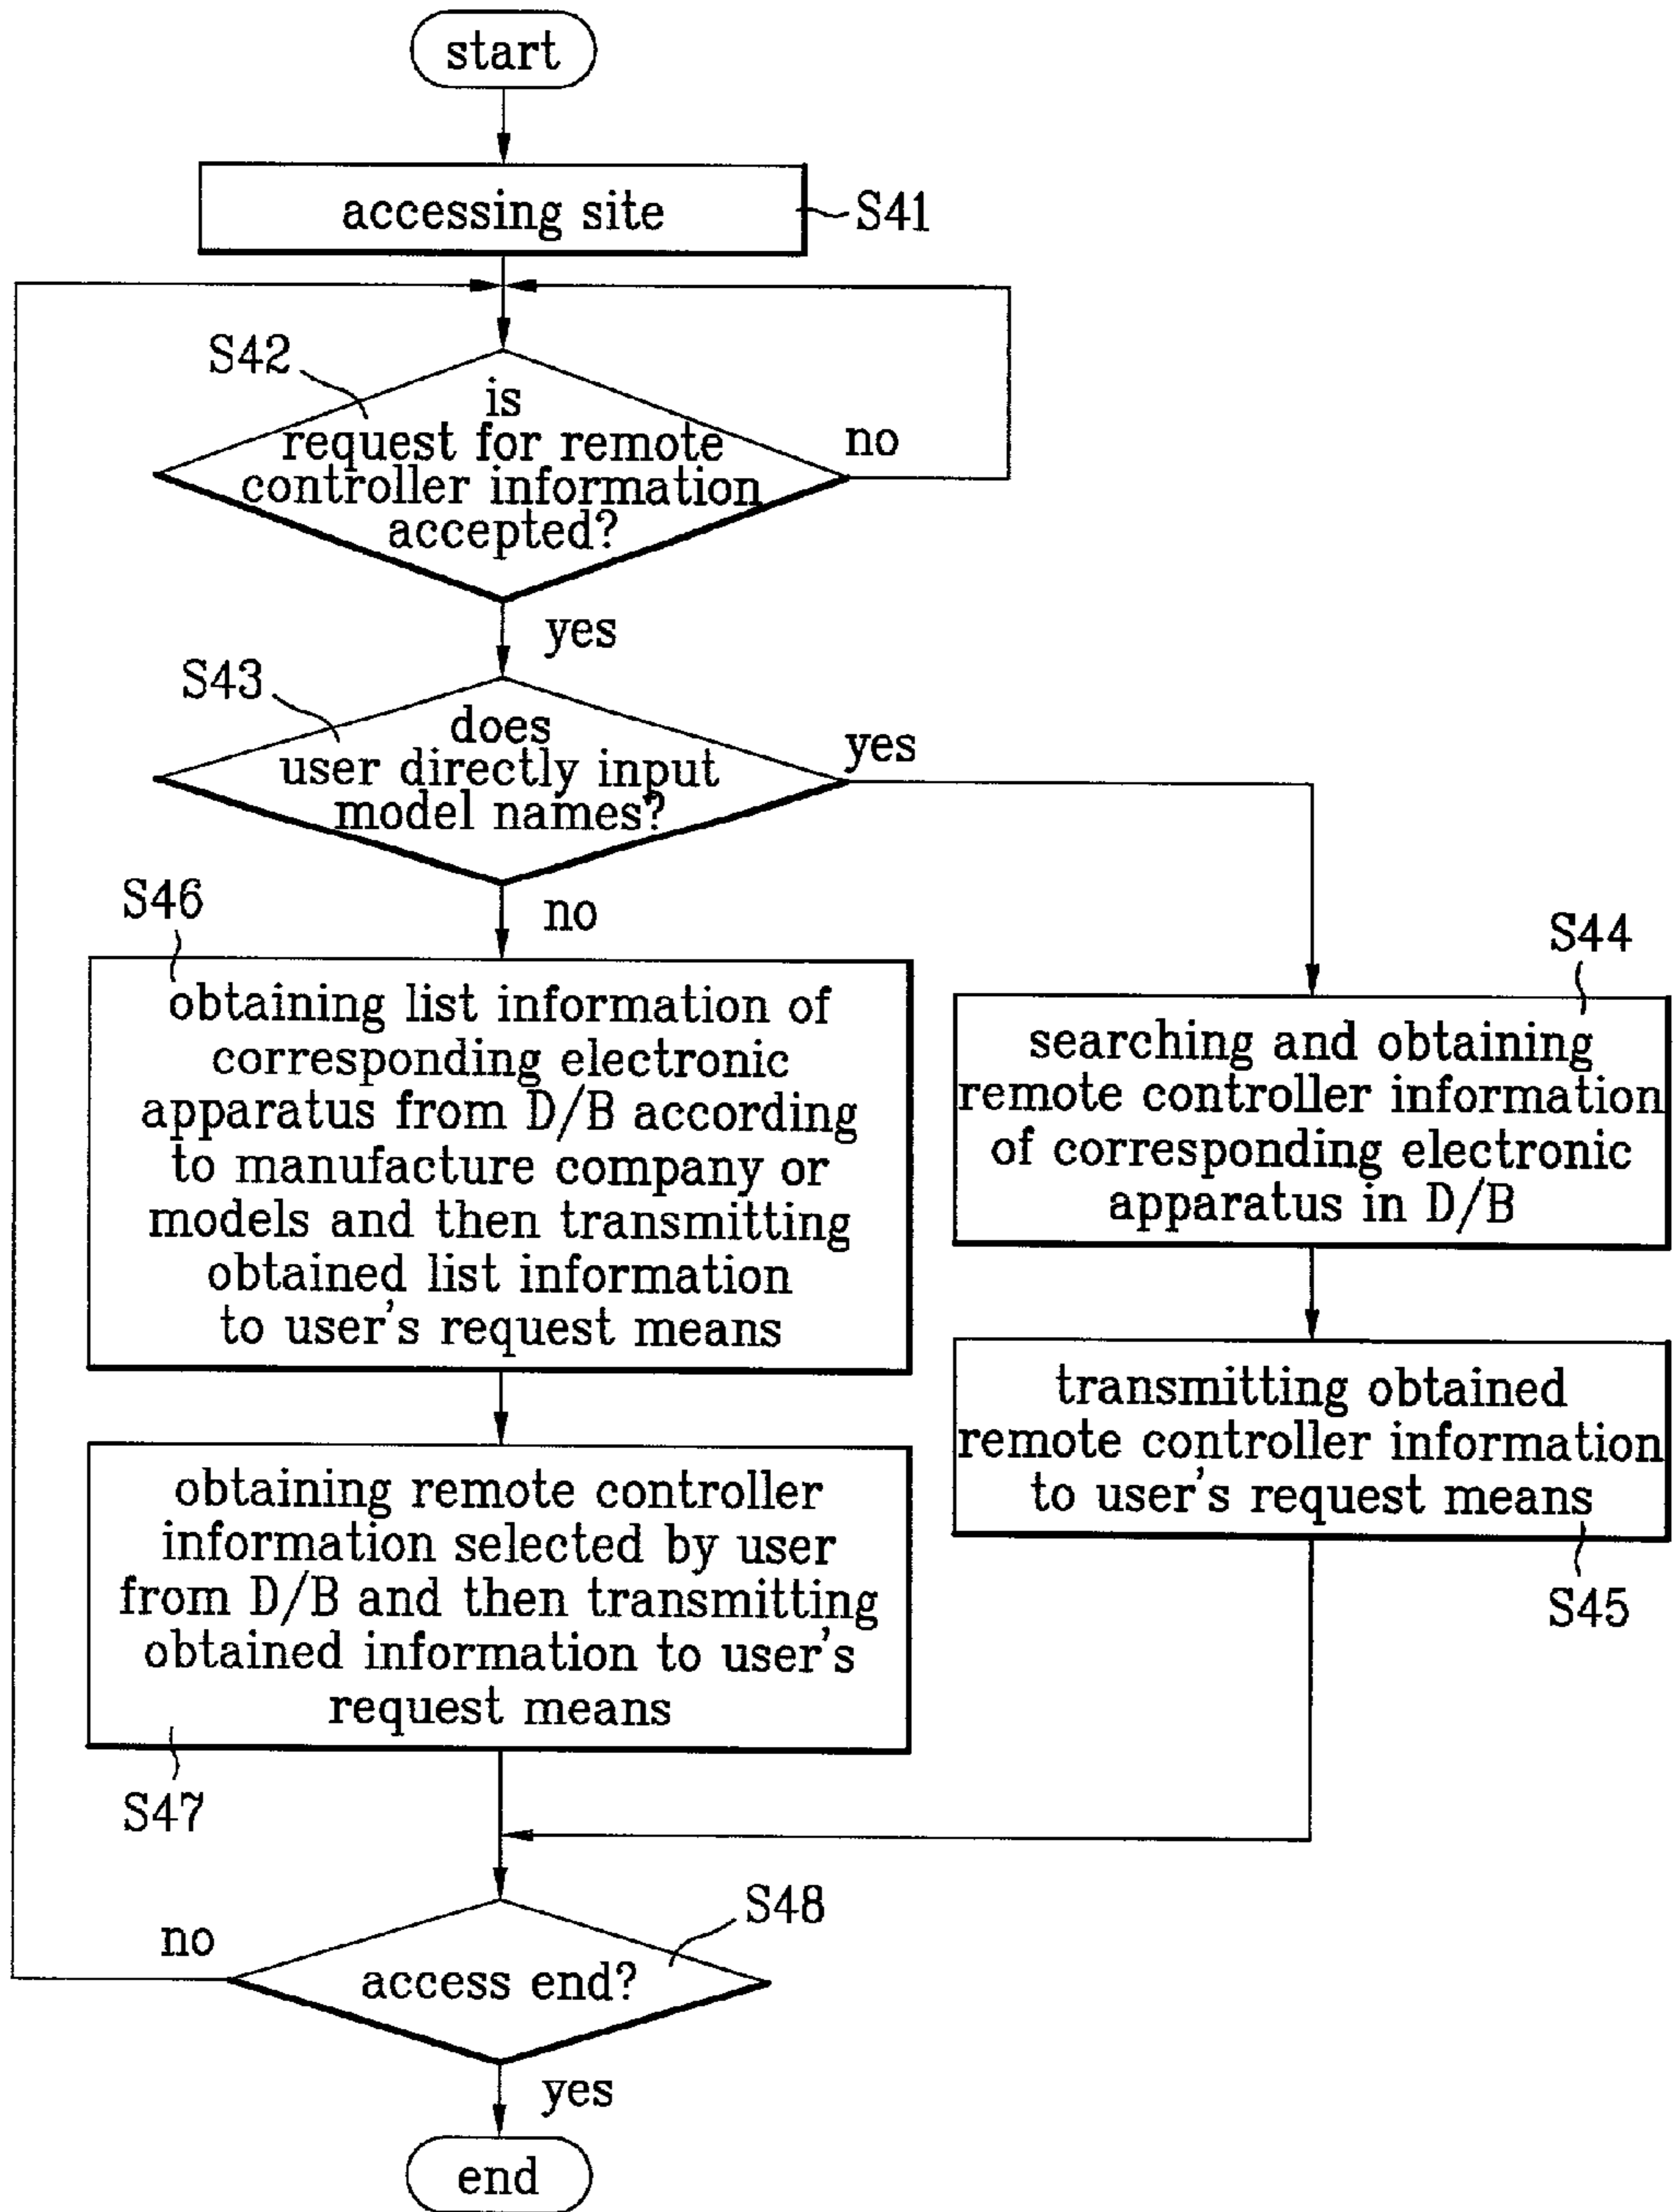 start
accessing site
S41
S42
is
request for remote
controller information
accepted?
no
yes
S43
does
user directly input
model names?
yes
no
S46
obtaining list information of
corresponding electronic
apparatus from D/B according
to manufacture company or
models and then transmitting
obtained list information
to user's request means
S44
searching and obtaining
remote controller information
of corresponding electronic
apparatus in D/B
transmitting obtained
remote controller information
to user's request means
S45
obtaining remote controller
information selected by user
from D/B and then transmitting
obtained information to user's
request means
S47
S48
no
access end?
yes
end